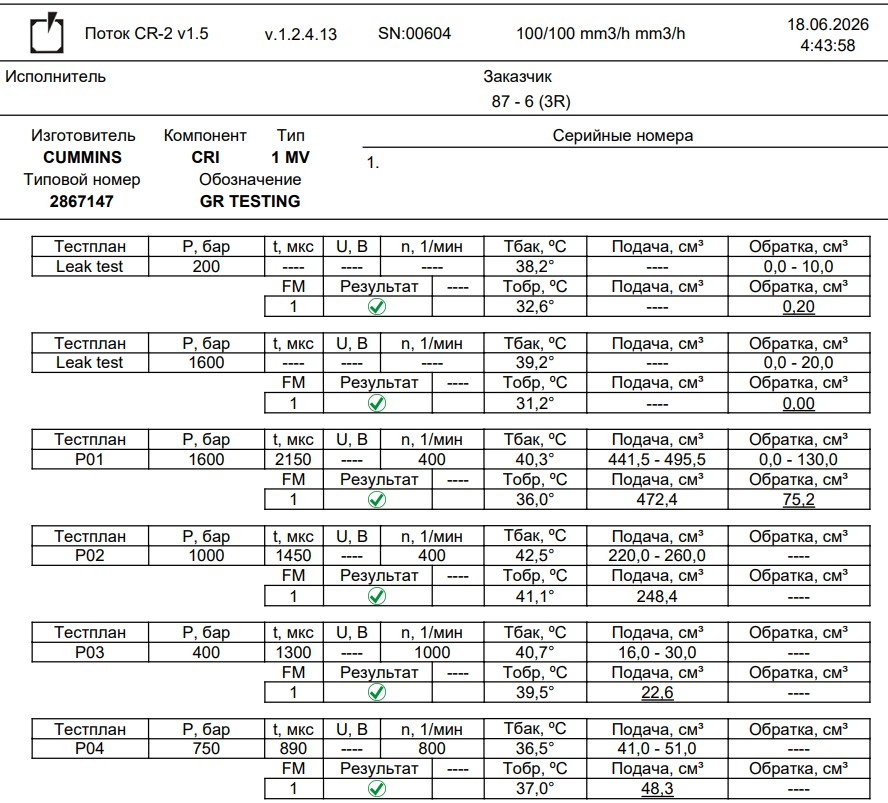 Поток CR-2 v1.5 v.1.2.4.13 SN:00604 100/100 mm3/h mm3/h 18.06.2026
4:43:58
Исполнитель Заказчик
87 - 6 (3R)
Изготовитель Компонент Тип Серийные номера
CUMMINS CRI 1 MV 1.
Типовой номер Обозначение
2867147 GR TESTING
Тестплан P, бар t, мкс U, В n, 1/мин Tбак, ºC Подача, см³ Обратка, см³
Leak test 200 ---- ---- ---- 38,2° ---- 0,0 - 10,0
FM Результат ---- Tобр, ºC Подача, см³ Обратка, см³
1 32,6° ---- 0,20
Тестплан P, бар t, мкс U, В n, 1/мин Tбак, ºC Подача, см³ Обратка, см³
Leak test 1600 ---- ---- ---- 39,2° ---- 0,0 - 20,0
FM Результат ---- Tобр, ºC Подача, см³ Обратка, см³
1 31,2° ---- 0,00
Тестплан P, бар t, мкс U, В n, 1/мин Tбак, ºC Подача, см³ Обратка, см³
P01 1600 2150 ---- 400 40,3° 441,5 - 495,5 0,0 - 130,0
FM Результат ---- Tобр, ºC Подача, см³ Обратка, см³
1 36,0° 472,4 75,2
Тестплан P, бар t, мкс U, В n, 1/мин Tбак, ºC Подача, см³ Обратка, см³
P02 1000 1450 ---- 400 42,5° 220,0 - 260,0 ----
FM Результат ---- Tобр, ºC Подача, см³ Обратка, см³
1 41,1° 248,4 ----
Тестплан P, бар t, мкс U, В n, 1/мин Tбак, ºC Подача, см³ Обратка, см³
P03 400 1300 ---- 1000 40,7° 16,0 - 30,0 ----
FM Результат ---- Tобр, ºC Подача, см³ Обратка, см³
1 39,5° 22,6 ----
Тестплан P, бар t, мкс U, В n, 1/мин Tбак, ºC Подача, см³ Обратка, см³
P04 750 890 ---- 800 36,5° 41,0 - 51,0 ----
FM Результат ---- Tобр, ºC Подача, см³ Обратка, см³
1 37,0° 48,3 ----